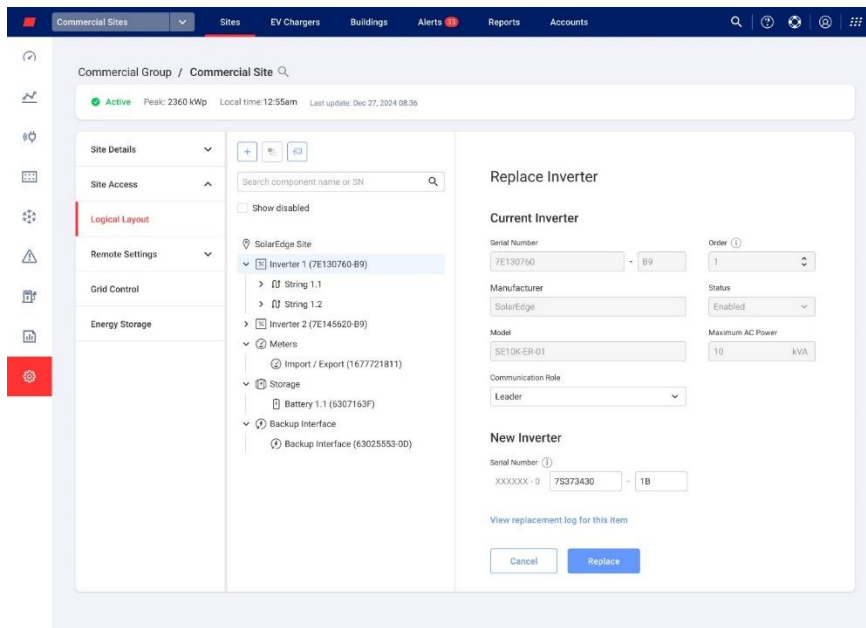 Commercial Sites
Sites EV Chargers Buildings Alerts 33 Reports Accounts
Commercial Group / Commercial Site
Active Peak: 2360 kWp Local time:12:55am Last update: Dec 27, 2024 08:36
Site Details
Site Access
Logical Layout
Remote Settings
Grid Control
Energy Storage
Search component name or SN
Show disabled
SolarEdge Site
Inverter 1 (7E130760-B9)
String 1.1
String 1.2
Inverter 2 (7E145620-B9)
Meters
Import / Export (1677721811)
Storage
Battery 1.1 (6307163F)
Backup Interface
Backup Interface (63025553-0D)
Replace Inverter
Current Inverter
Serial Number Order
7E130760 - B9 1
Manufacturer Status
SolarEdge Enabled
Model Maximum AC Power
SE10K-ER-01 10 kVA
Communication Role
Leader
New Inverter
Serial Number
XXXXXX - 0 7S373430 - 1B
View replacement log for this item
Cancel Replace